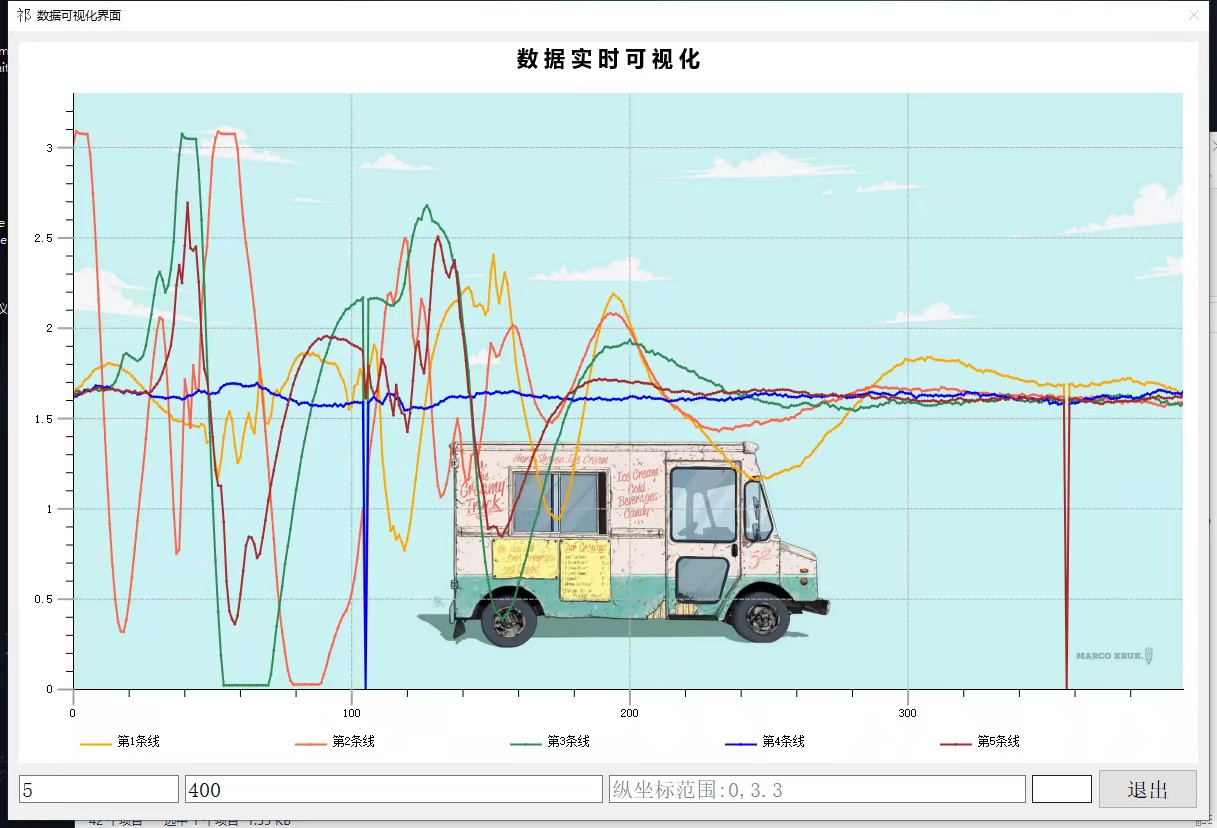 祁 数据可视化界面
数据实时可视化
3
2.5
2
1.5
1
0.5
0
0
100
200
300
Ice Cream
Cold
Beverages
Candy
Creamy
Truck
MARCO KRUK.
第1条线
第2条线
第3条线
第4条线
第5条线
5
400
纵坐标范围:0,3.3
退出